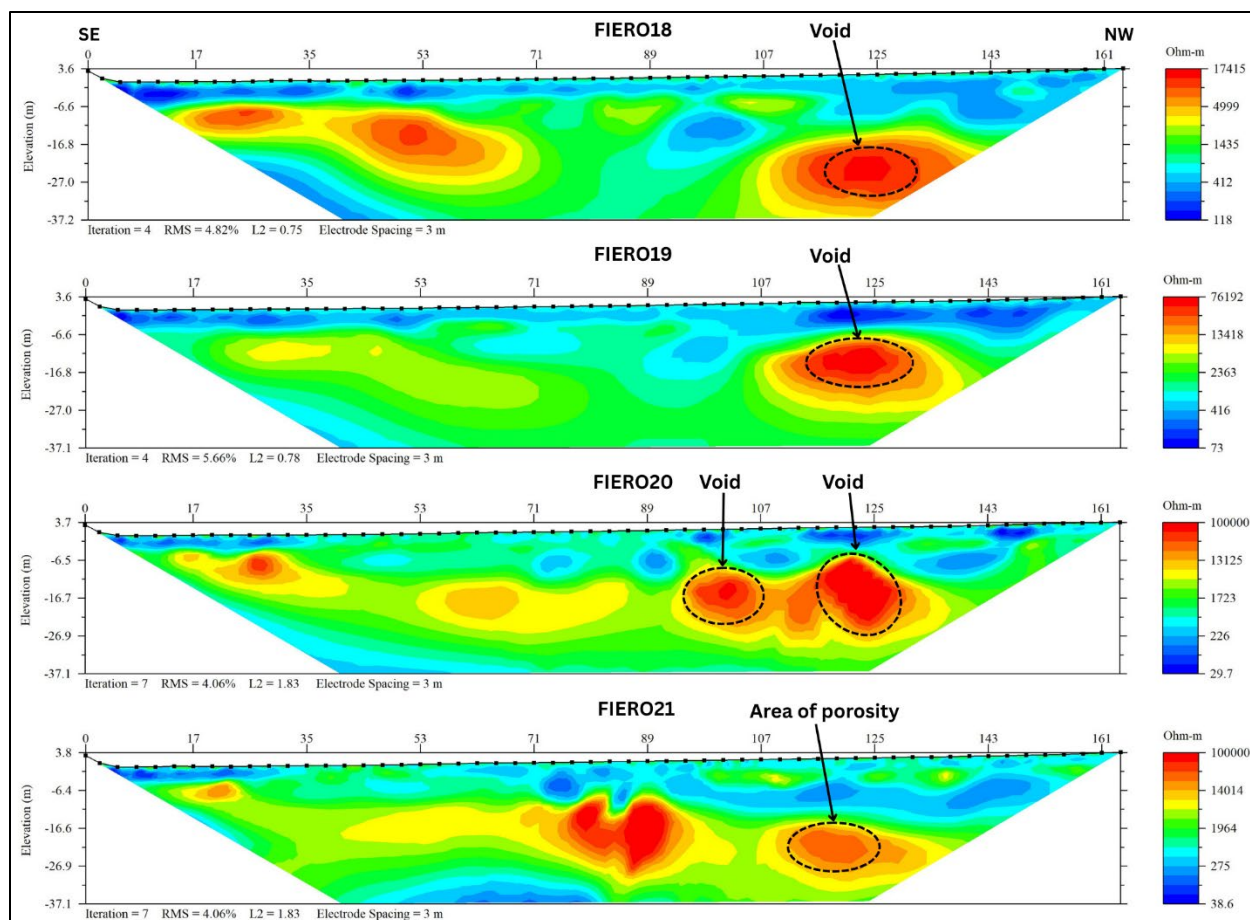 SE FIERO18 Void NW
0 17 35 53 71 89 107 125 143 161
Ohm-m
Elevation (m)
3.6
-6.6
-16.8
-27.0
-37.2
17415
4999
1435
412
118
Iteration = 4 RMS = 4.82% L2 = 0.75 Electrode Spacing = 3 m
FIERO19 Void
0 17 35 53 71 89 107 125 143 161
Ohm-m
Elevation (m)
3.6
-6.6
-16.8
-27.0
-37.1
76192
13418
2363
416
73
Iteration = 4 RMS = 5.66% L2 = 0.78 Electrode Spacing = 3 m
FIERO20 Void Void
0 17 35 53 71 89 107 125 143 161
Ohm-m
Elevation (m)
3.7
-6.5
-16.7
-26.9
-37.1
100000
13125
1723
226
29.7
Iteration = 7 RMS = 4.06% L2 = 1.83 Electrode Spacing = 3 m
FIERO21 Area of porosity
0 17 35 53 71 89 107 125 143 161
Ohm-m
Elevation (m)
3.8
-6.4
-16.6
-26.9
-37.1
100000
14014
1964
275
38.6
Iteration = 7 RMS = 4.06% L2 = 1.83 Electrode Spacing = 3 m